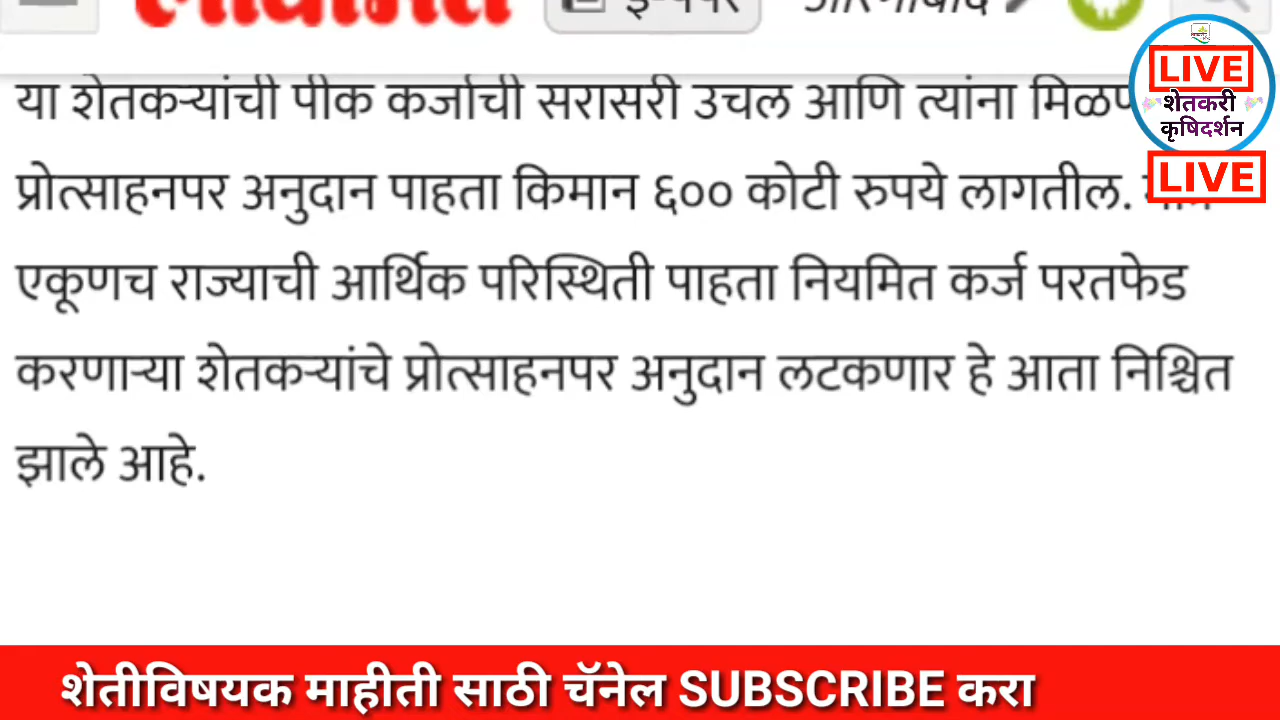 या शेतकऱ्यांची पीक कर्जाची सरासरी उचल आणि त्यांना
प्रोत्साहनपर अनुदान पाहता किमान ६०० कोटी रुपये लागतील.
एकूणच राज्याची आर्थिक परिस्थिती पाहता नियमित कर्ज परतफेड
करणाऱ्या शेतकऱ्यांचे प्रोत्साहनपर अनुदान लटकणार हे आता निश्चित
झाले आहे.
LIVE
शेतकरी
कृषिदर्शन
LIVE
शेतीविषयक माहीती साठी चॅनेल SUBSCRIBE करा